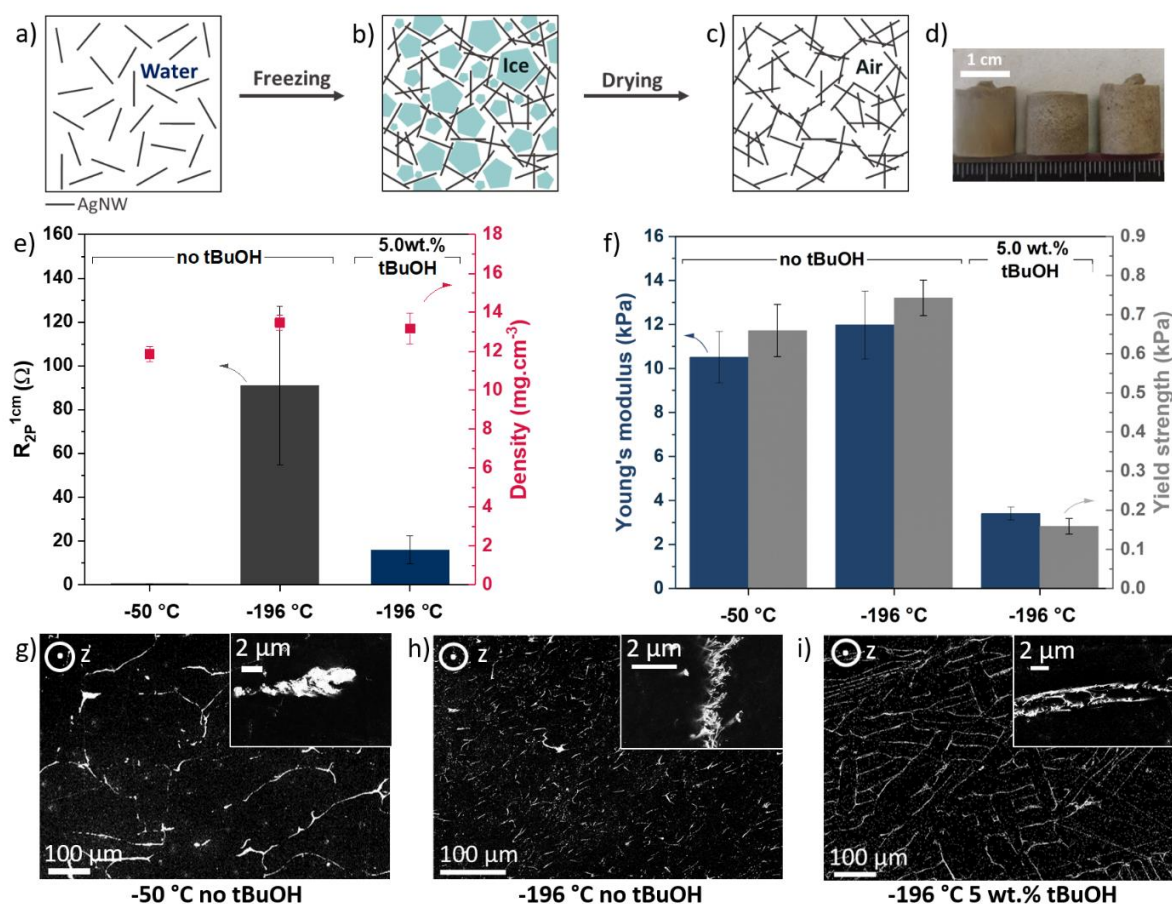 a)
Water
AgNW
Freezing
b)
Ice
Drying
c)
Air
d)
1 cm
e)
160
140
120
100
80
60
40
20
0
R2P1cm (Ω)
no tBuOH
5.0wt.%
tBuOH
18
16
14
12
10
8
6
4
2
0
Density (mg.cm-3)
-50 °C
-196 °C
-196 °C
f)
16
14
12
10
8
6
4
2
0
Young's modulus (kPa)
no tBuOH
5.0 wt.%
tBuOH
0.9
0.8
0.7
0.6
0.5
0.4
0.3
0.2
0.1
0.0
Yield strength (kPa)
-50 °C
-196 °C
-196 °C
g)
z
2 µm
100 µm
-50 °C no tBuOH
h)
z
2 µm
100 µm
-196 °C no tBuOH
i)
z
2 µm
100 µm
-196 °C 5 wt.% tBuOH